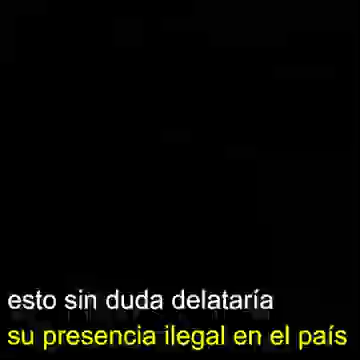 esto sin duda delataría
su presencia ilegal en el país